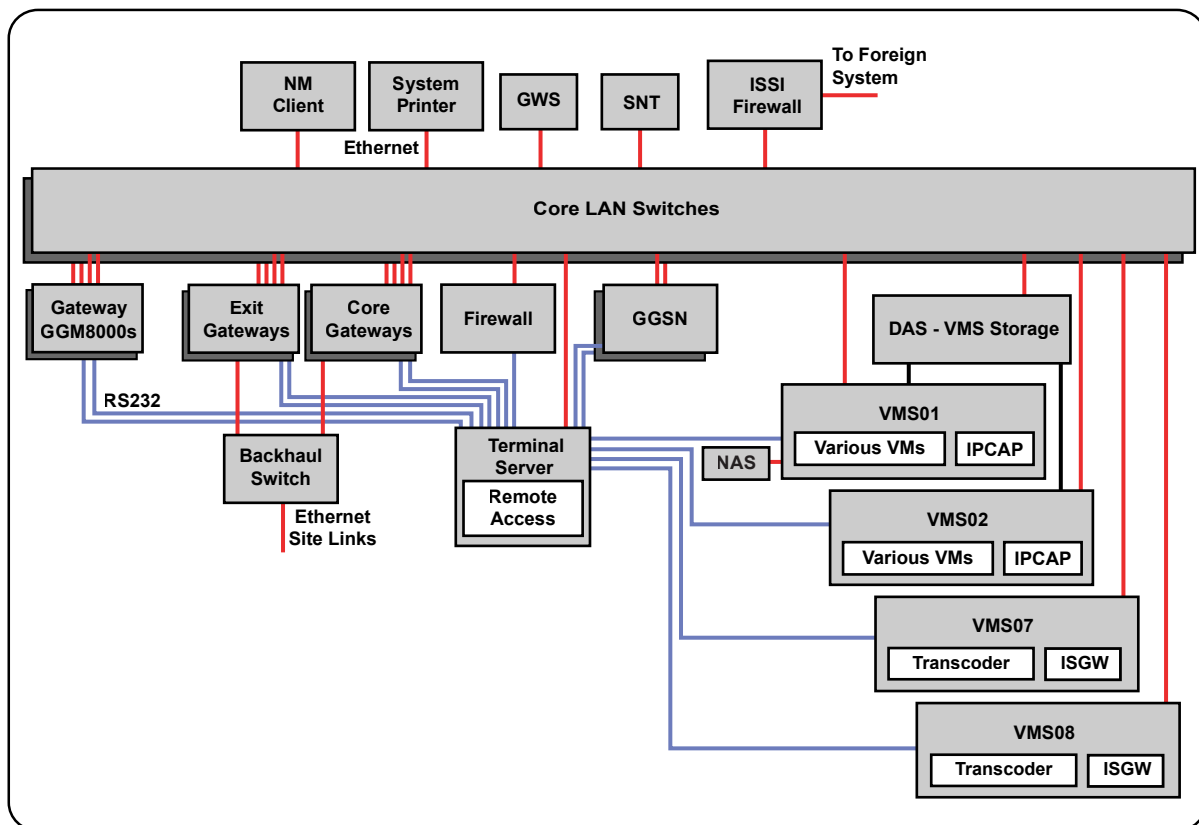 To Foreign
System
NM
Client
System
Printer
GWS
SNT
ISSI
Firewall
Ethernet
Core LAN Switches
Gateway
GGM8000s
Exit
Gateways
Core
Gateways
Firewall
GGSN
DAS - VMS Storage
RS232
VMS01
Various VMs
IPCAP
NAS
Backhaul
Switch
Terminal
Server
Remote
Access
Ethernet
Site Links
VMS02
Various VMs
IPCAP
VMS07
Transcoder
ISGW
VMS08
Transcoder
ISGW